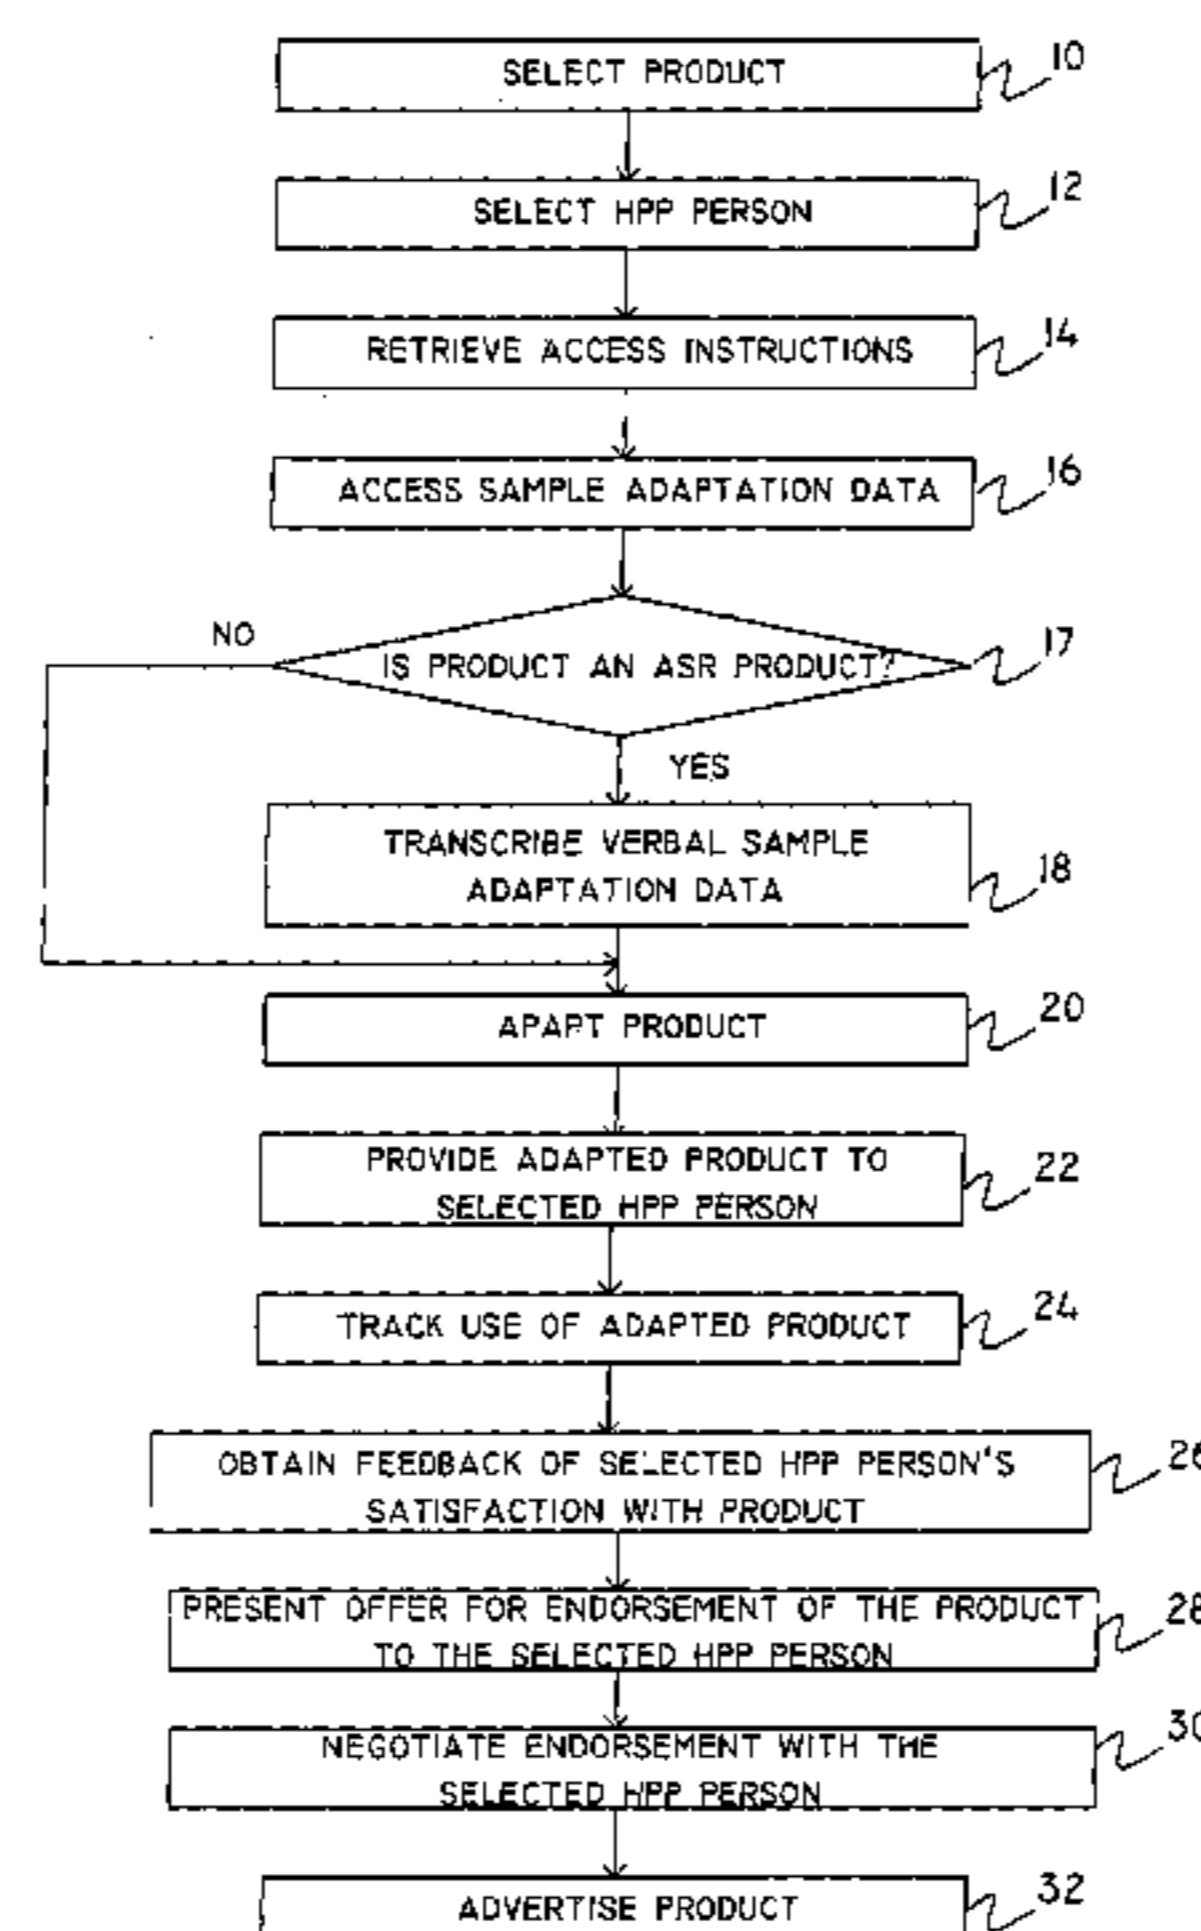 SELECT PRODUCT
10
SELECT HPP PERSON
12
RETRIEVE ACCESS INSTRUCTIONS
14
ACCESS SAMPLE ADAPTATION DATA
16
NO
IS PRODUCT AN ASR PRODUCT?
17
YES
TRANSCRIBE VERBAL SAMPLE
ADAPTATION DATA
18
APAPT PRODUCT
20
PROVIDE ADAPTED PRODUCT TO
SELECTED HPP PERSON
22
TRACK USE OF ADAPTED PRODUCT
24
OBTAIN FEEDBACK OF SELECTED HPP PERSON'S
SATISFACTION WITH PRODUCT
26
PRESENT OFFER FOR ENDORSEMENT OF THE PRODUCT
TO THE SELECTED HPP PERSON
28
NEGOTIATE ENDORSEMENT WITH THE
SELECTED HPP PERSON
30
ADVERTISE PRODUCT
32